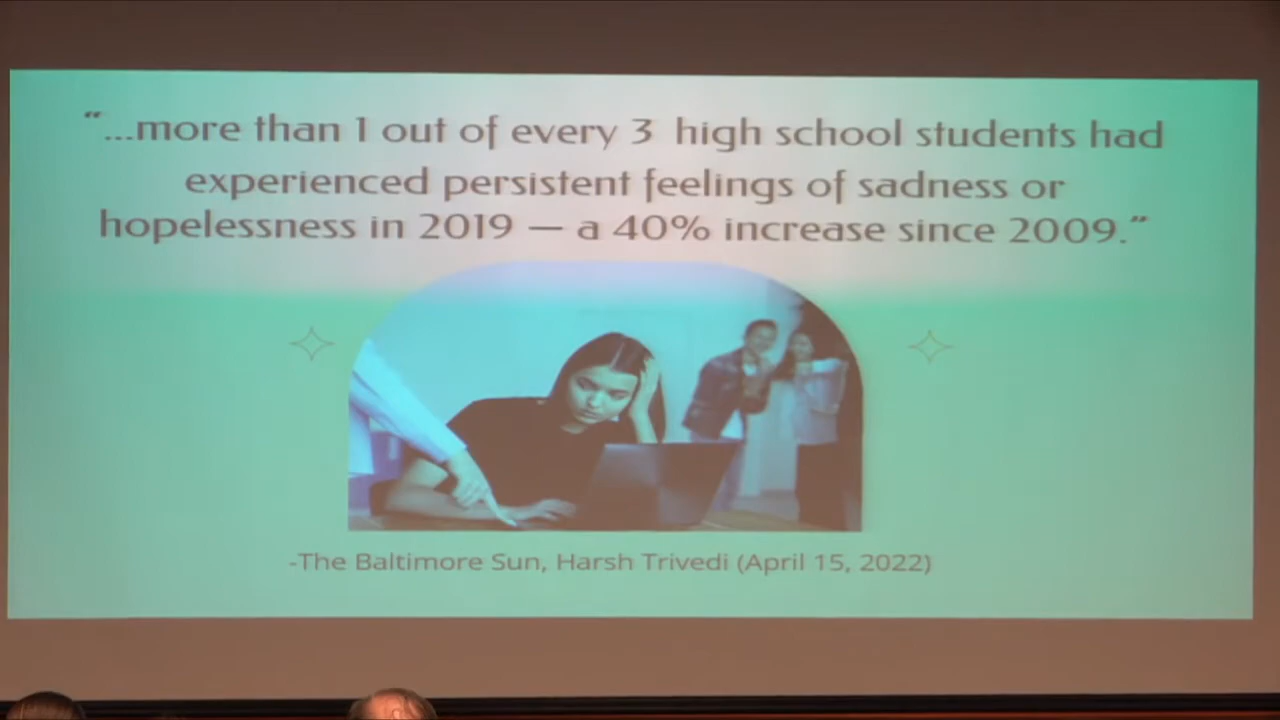 “...more than 1 out of every 3 high school students had
experienced persistent feelings of sadness or
hopelessness in 2019 — a 40% increase since 2009.”
-The Baltimore Sun, Harsh Trivedi (April 15, 2022)